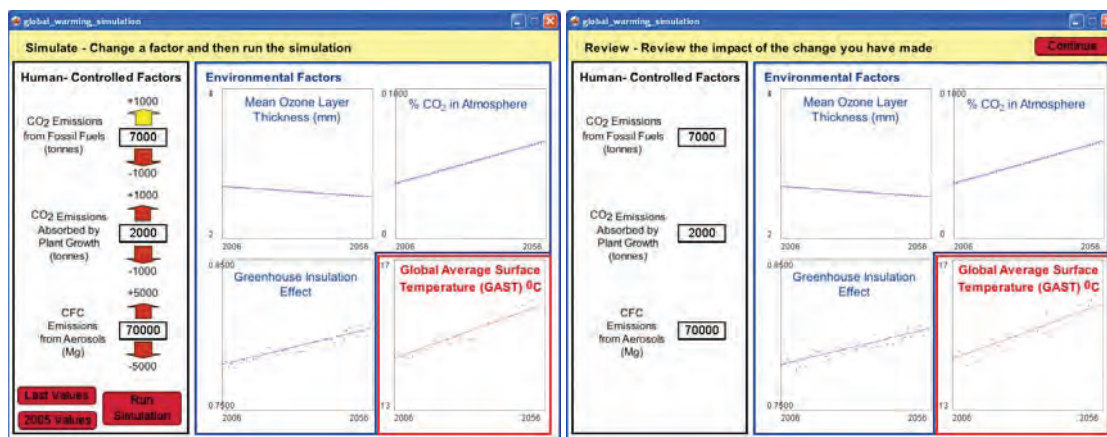 global_warming_simulation
Simulate - Change a factor and then run the simulation
Human- Controlled Factors
+1000
CO2 Emissions
from Fossil Fuels
(tonnes)
7000
-1000
+1000
CO2 Emissions
Absorbed by
Plant Growth
(tonnes)
2000
-1000
+5000
CFC
Emissions
from Aerosols
(Mg)
70000
-5000
Last Values
2005 Values
Run
Simulation
Environmental Factors
4
Mean Ozone Layer
Thickness (mm)
2
2006
2056
0.1000
% CO2 in Atmosphere
0
2006
2056
0.8500
Greenhouse Insulation
Effect
0.7500
2006
2056
17
Global Average Surface
Temperature (GAST) 0C
13
2006
2056
global_warming_simulation
Review - Review the impact of the change you have made
Continue
Human- Controlled Factors
CO2 Emissions
from Fossil Fuels
(tonnes)
7000
CO2 Emissions
Absorbed by
Plant Growth
(tonnes)
2000
CFC
Emissions
from Aerosols
(Mg)
70000
Environmental Factors
4
Mean Ozone Layer
Thickness (mm)
2
2006
2056
0.1000
% CO2 in Atmosphere
0
2006
2056
0.8500
Greenhouse Insulation
Effect
0.7500
2006
2056
17
Global Average Surface
Temperature (GAST) 0C
13
2006
2056